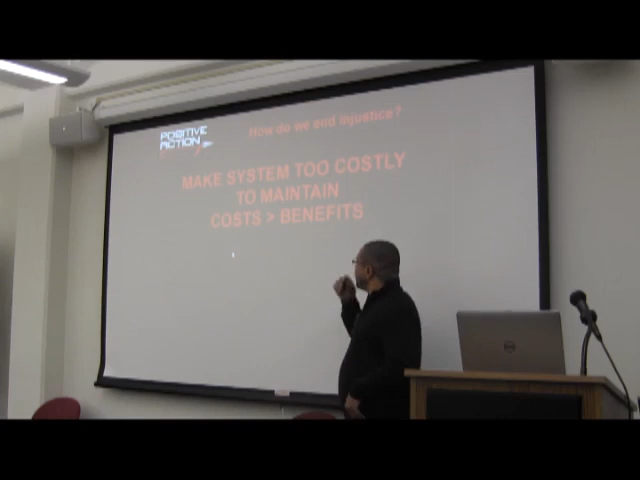 POSITIVE
ACTION
How do we end injustice?
MAKE SYSTEM TOO COSTLY
TO MAINTAIN
COSTS > BENEFITS
DELL